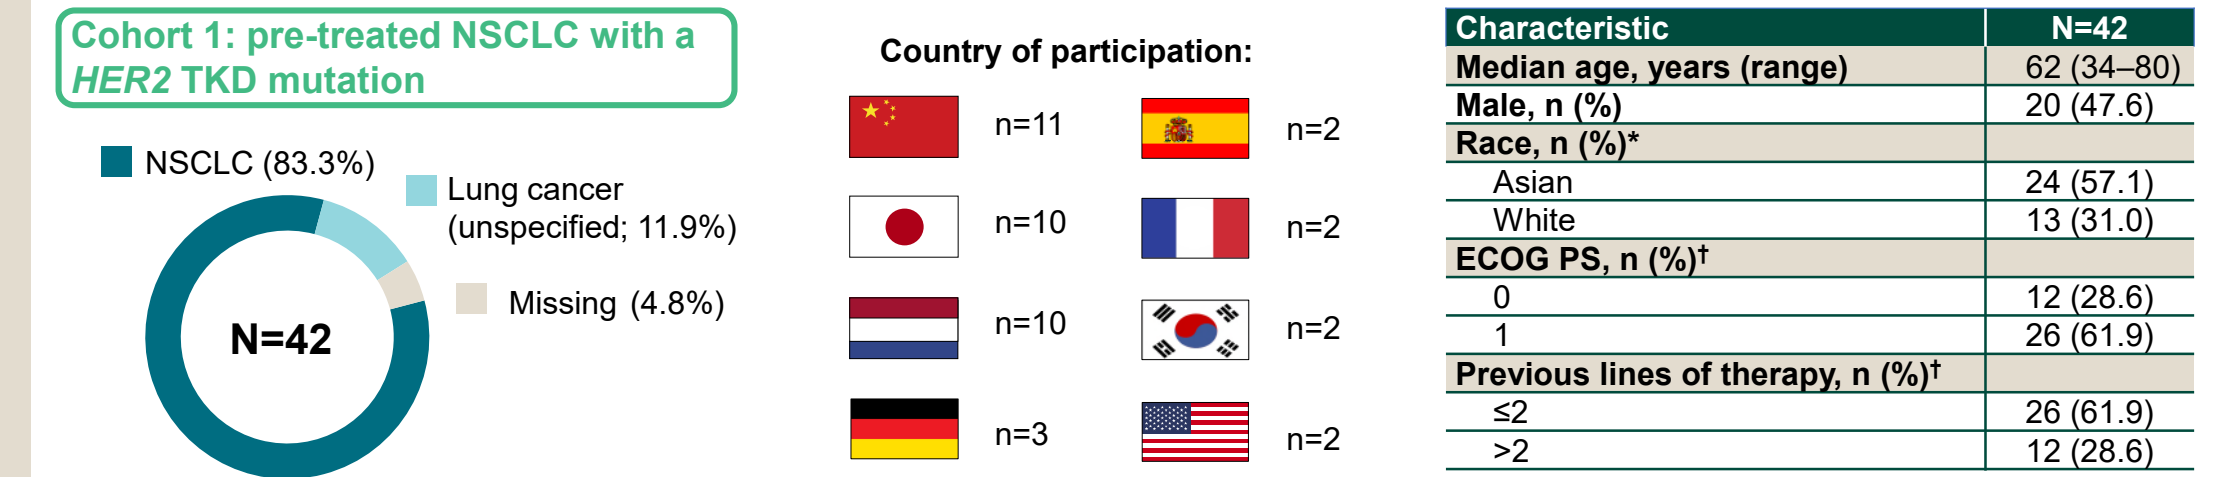 Cohort 1: pre-treated NSCLC with a
HER2 TKD mutation
NSCLC (83.3%)
Lung cancer
(unspecified; 11.9%)
Missing (4.8%)
N=42
Country of participation:
n=11
n=2
n=10
n=2
n=10
n=2
n=3
n=2
Characteristic N=42
Median age, years (range) 62 (34–80)
Male, n (%) 20 (47.6)
Race, n (%)*
Asian 24 (57.1)
White 13 (31.0)
ECOG PS, n (%)†
0 12 (28.6)
1 26 (61.9)
Previous lines of therapy, n (%)†
≤2 26 (61.9)
>2 12 (28.6)